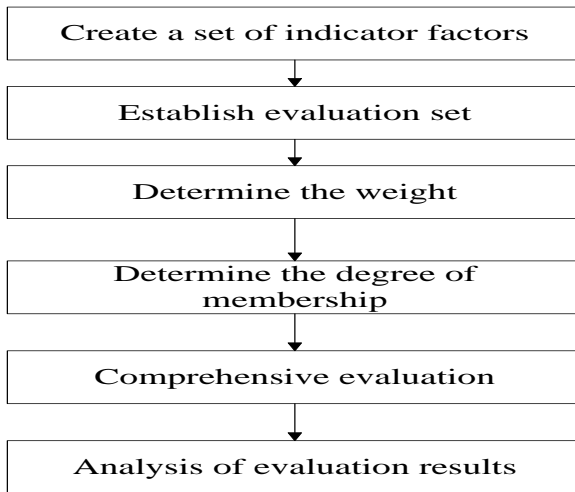 Create a set of indicator factors
Establish evaluation set
Determine the weight
Determine the degree of
membership
Comprehensive evaluation
Analysis of evaluation results